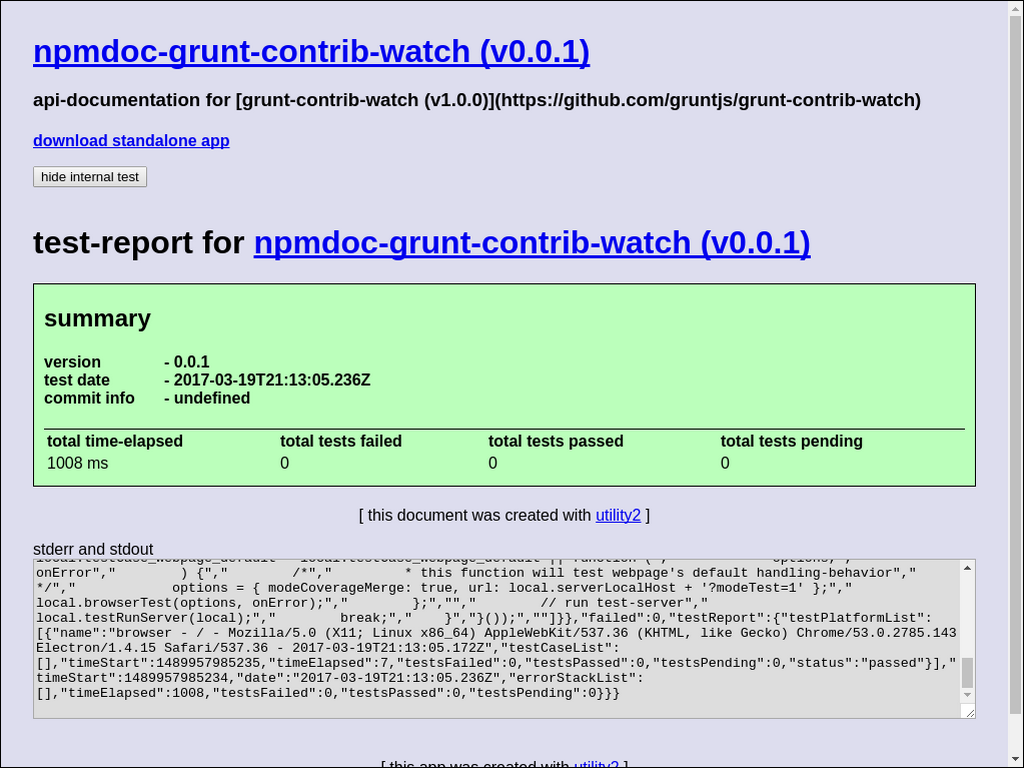 npmdoc-grunt-contrib-watch (v0.0.1)
api-documentation for [grunt-contrib-watch (v1.0.0)](https://github.com/gruntjs/grunt-contrib-watch)
download standalone app
hide internal test
test-report for npmdoc-grunt-contrib-watch (v0.0.1)
summary
version - 0.0.1
test date - 2017-03-19T21:13:05.236Z
commit info - undefined
total time-elapsed total tests failed total tests passed total tests pending
1008 ms 0 0 0
[ this document was created with utility2 ]
stderr and stdout
onError","        ) {","        /*","          * this function will test webpage's default handling-behavior","
*/","            options = { modeCoverageMerge: true, url: local.serverLocalHost + '?modeTest=1' };","
local.browserTest(options, onError);","        };","","        // run test-server","
local.testRunServer(local);","        break;","    }","}());",""]}},"failed":0,"testReport":{"testPlatformList":
[{"name":"browser - / - Mozilla/5.0 (X11; Linux x86_64) AppleWebKit/537.36 (KHTML, like Gecko) Chrome/53.0.2785.143
Electron/1.4.15 Safari/537.36 - 2017-03-19T21:13:05.172Z","testCaseList":
[],"timeStart":1489957985235,"timeElapsed":7,"testsFailed":0,"testsPassed":0,"testsPending":0,"status":"passed"}],"
timeStart":1489957985234,"date":"2017-03-19T21:13:05.236Z","errorStackList":
[],"timeElapsed":1008,"testsFailed":0,"testsPassed":0,"testsPending":0}}}
[ this app was created with utility2 ]